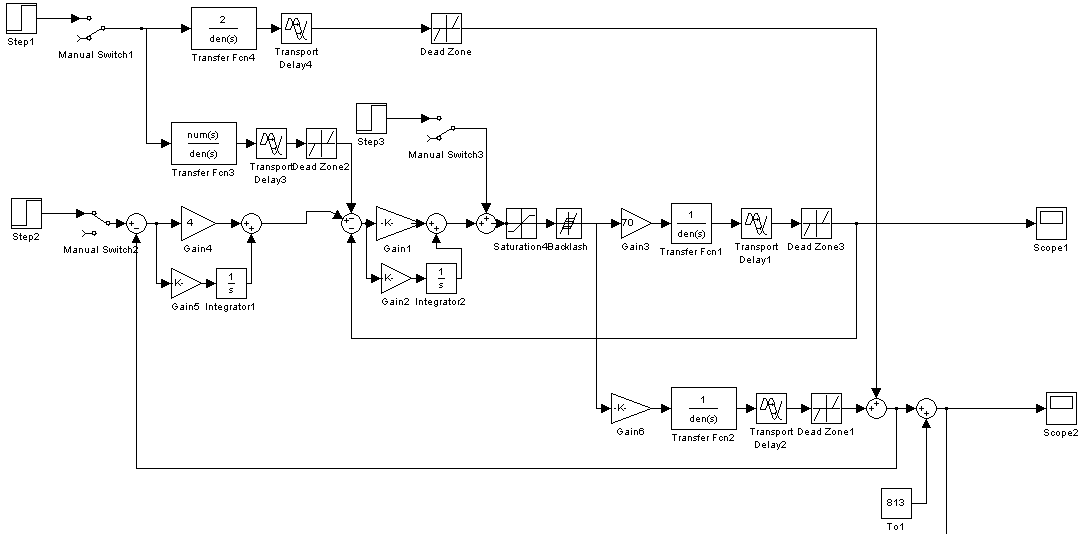 Step1
Manual Switch1
2
den(s)
Transfer Fcn4
Transport
Delay4
Dead Zone
num(s)
den(s)
Transfer Fcn3
Transport
Delay3
Dead Zone2
Step3
Manual Switch3
Step2
Manual Switch2
4
Gain4
K-
Gain5
1
s
Integrator1
-K-
Gain1
K-
Gain2
1
s
Integrator2
Saturation4
Backlash
70
Gain3
1
den(s)
Transfer Fcn1
Transport
Delay1
Dead Zone3
Scope1
-K-
Gain6
1
den(s)
Transfer Fcn2
Transport
Delay2
Dead Zone1
Scope2
813
To1